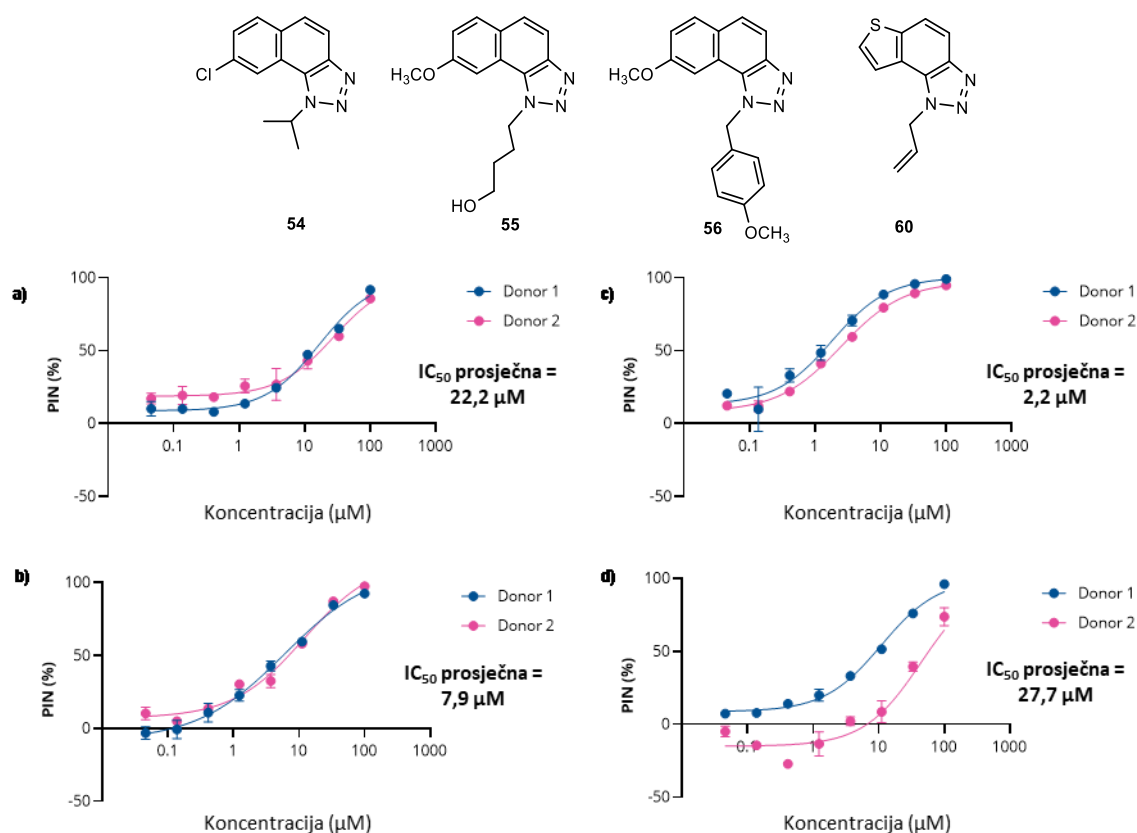 Cl
N
N
N
H₃CO
N
N
N
HO
H₃CO
N
N
N
OCH₃
S
N
N
N
54
55
56
60
a)
100
50
0
-50
0.1
1
10
100
1000
PIN (%)
Koncentracija (µM)
Donor 1
Donor 2
IC₅₀ prosječna =
22,2 µM
c)
100
50
0
-50
0.1
1
10
100
1000
PIN (%)
Koncentracija (µM)
Donor 1
Donor 2
IC₅₀ prosječna =
2,2 µM
b)
100
50
0
-50
0.1
1
10
100
1000
PIN (%)
Koncentracija (µM)
Donor 1
Donor 2
IC₅₀ prosječna =
7,9 µM
d)
100
50
0
-50
0.1
1
10
100
1000
PIN (%)
Koncentracija (µM)
Donor 1
Donor 2
IC₅₀ prosječna =
27,7 µM